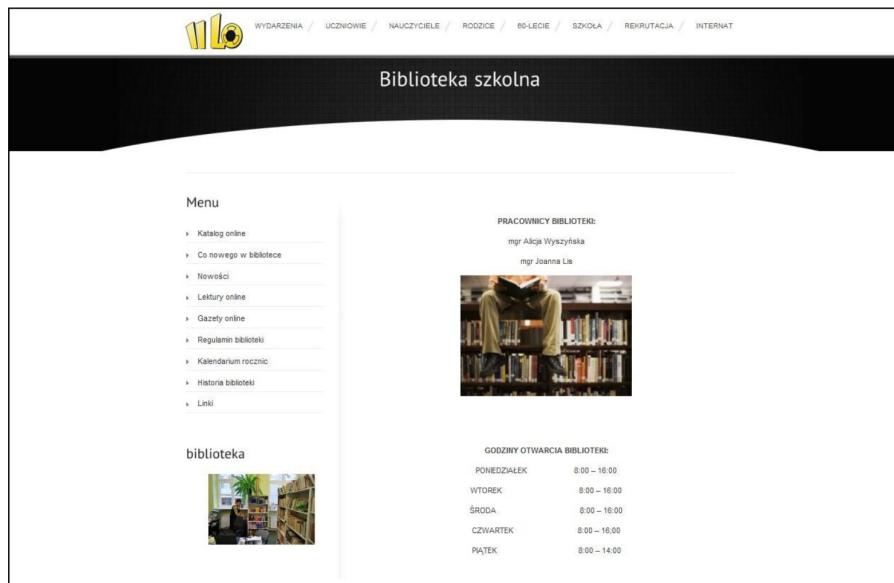 II LO
WYDARZENIA / UCZNIOWIE / NAUCZYCIELE / RODZICE / 60-LECIE / SZKOŁA / REKRUTACJA / INTERNAT
Biblioteka szkolna
Menu
Katalog online
Co nowego w bibliotece
Nowości
Lektury online
Gazety online
Regulamin biblioteki
Kalendarium rocznic
Historia biblioteki
Linki
biblioteka
PRACOWNICY BIBLIOTEKI:
mgr Alicja Wyszyńska
mgr Joanna Lis
GODZINY OTWARCIA BIBLIOTEKI:
PONIEDZIAŁEK 8:00 – 16:00
WTOREK 8:00 – 16:00
ŚRODA 8:00 – 16:00
CZWARTEK 8:00 – 16;00
PIĄTEK 8:00 – 14:00